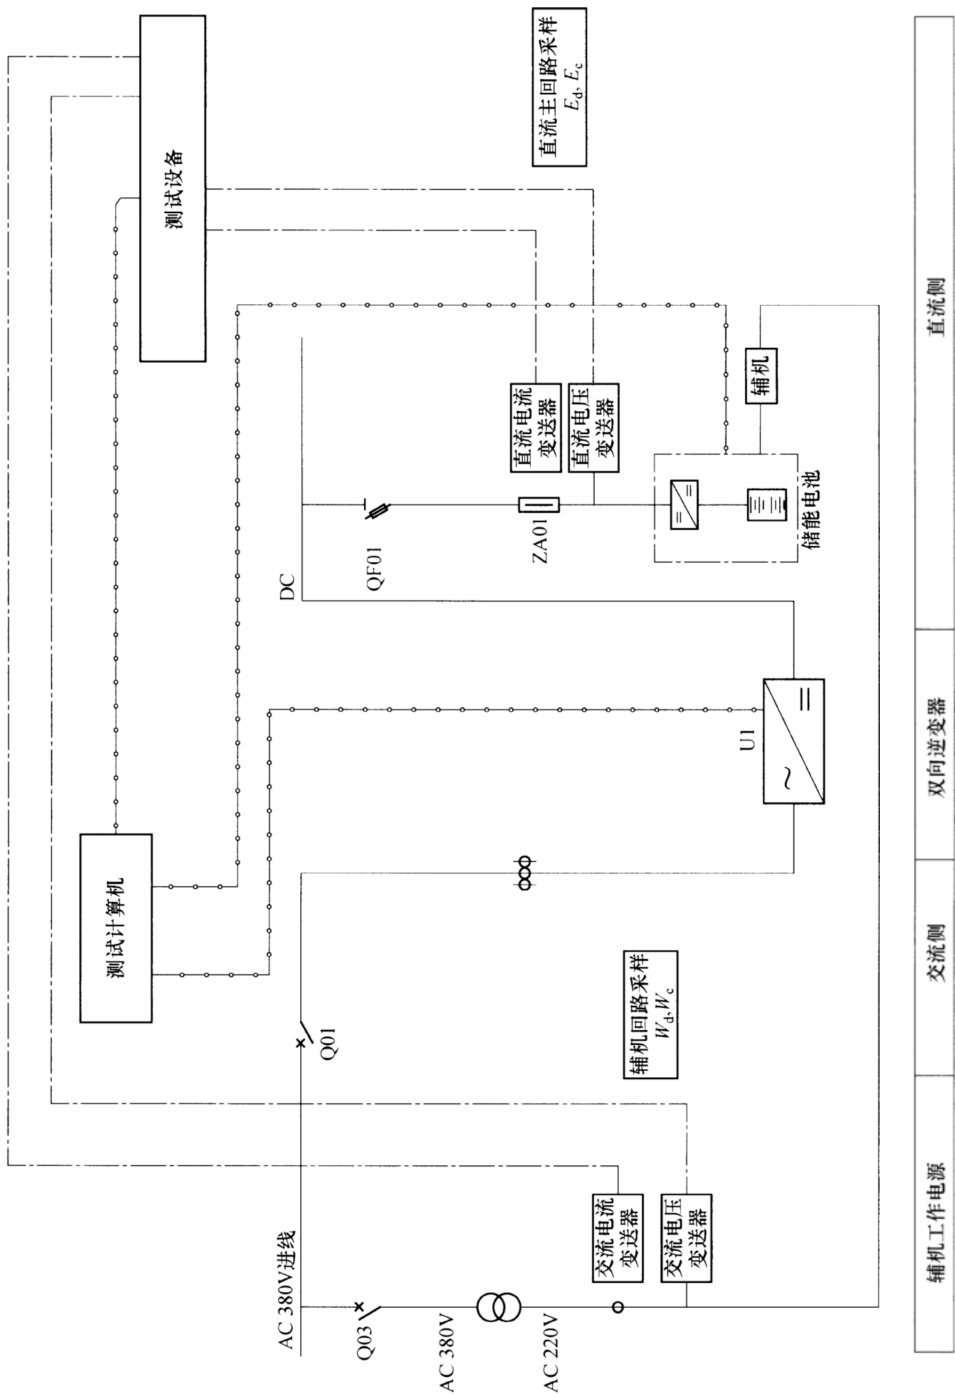 测试计算机
测试设备
AC 380V进线
DC
Q01
Q03
QF01
AC 380V
直流电流
变送器
ZA01
直流主回路采样
E_d, E_c
AC 220V
直流电压
变送器
交流电流
变送器
辅机回路采样
W_d,W_c
交流电压
变送器
U1
辅机
储能电池
辅机工作电源
交流侧
双向逆变器
直流侧